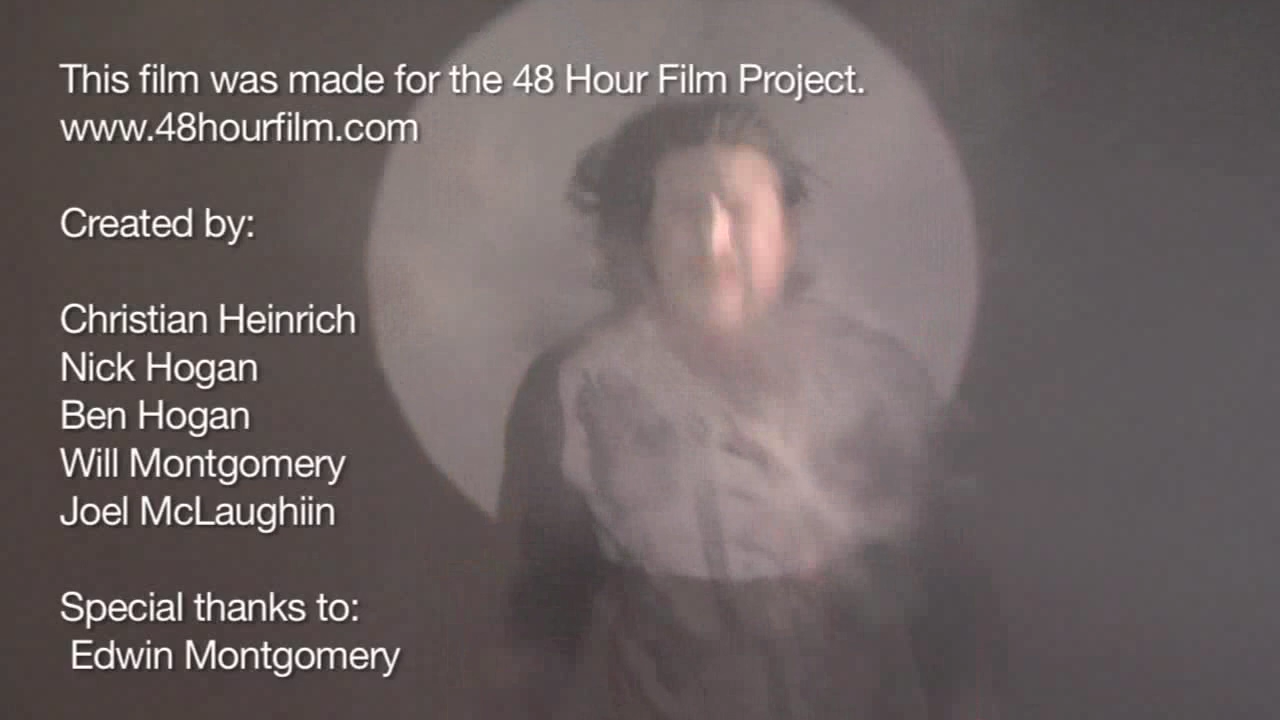 This film was made for the 48 Hour Film Project.
www.48hourfilm.com
Created by:
Christian Heinrich
Nick Hogan
Ben Hogan
Will Montgomery
Joel McLaughiin
Special thanks to:
Edwin Montgomery